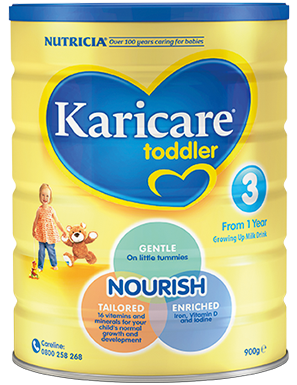 NUTRICIA Over 100 years caring for babies
Karicare®
toddler
3
From 1 Year
Growing Up Milk Drink
GENTLE
On little tummies
NOURISH
TAILORED
16 vitamins and
minerals for your
child's normal
growth and
development
ENRICHED
Iron, Vitamin D
and Iodine
Careline:
0800 258 268
900g e